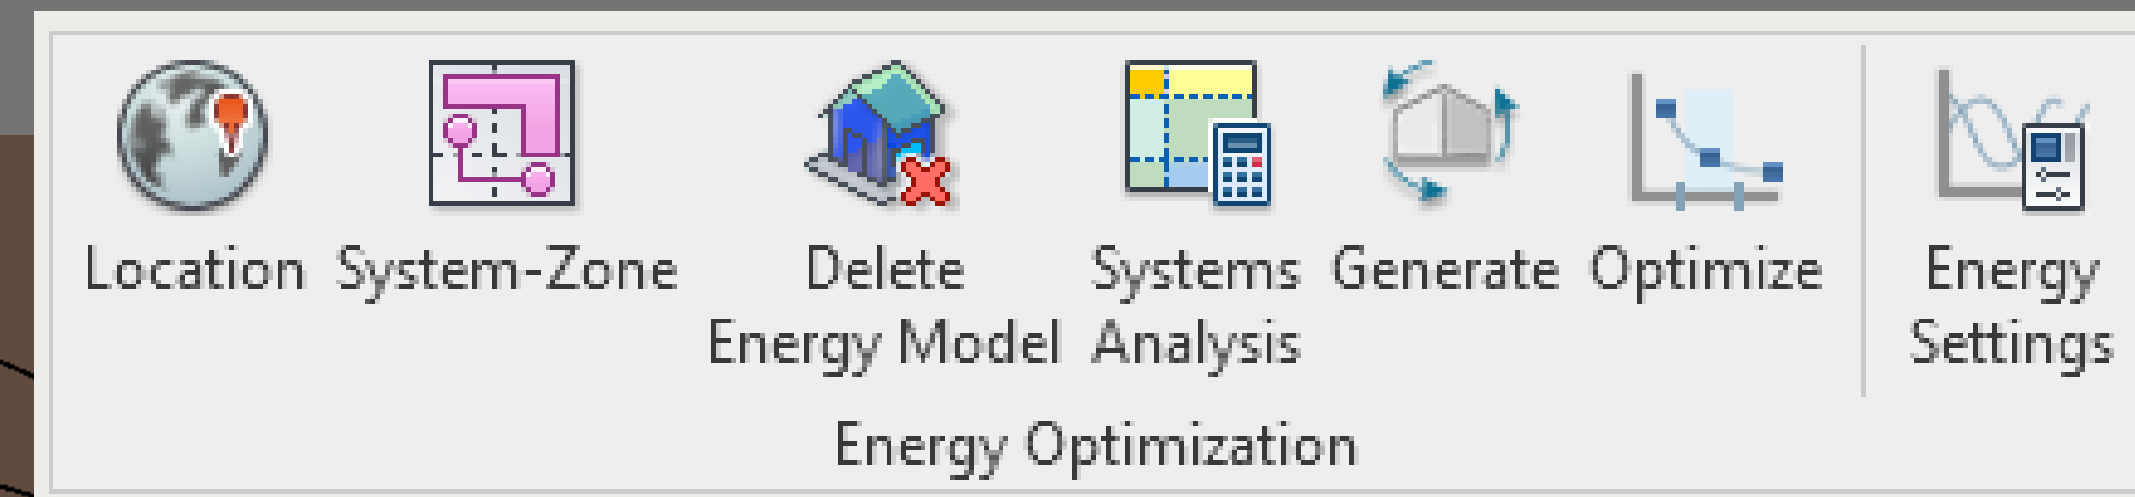 Location System-Zone Delete Systems Generate Optimize Energy
Energy Model Analysis Settings
Energy Optimization